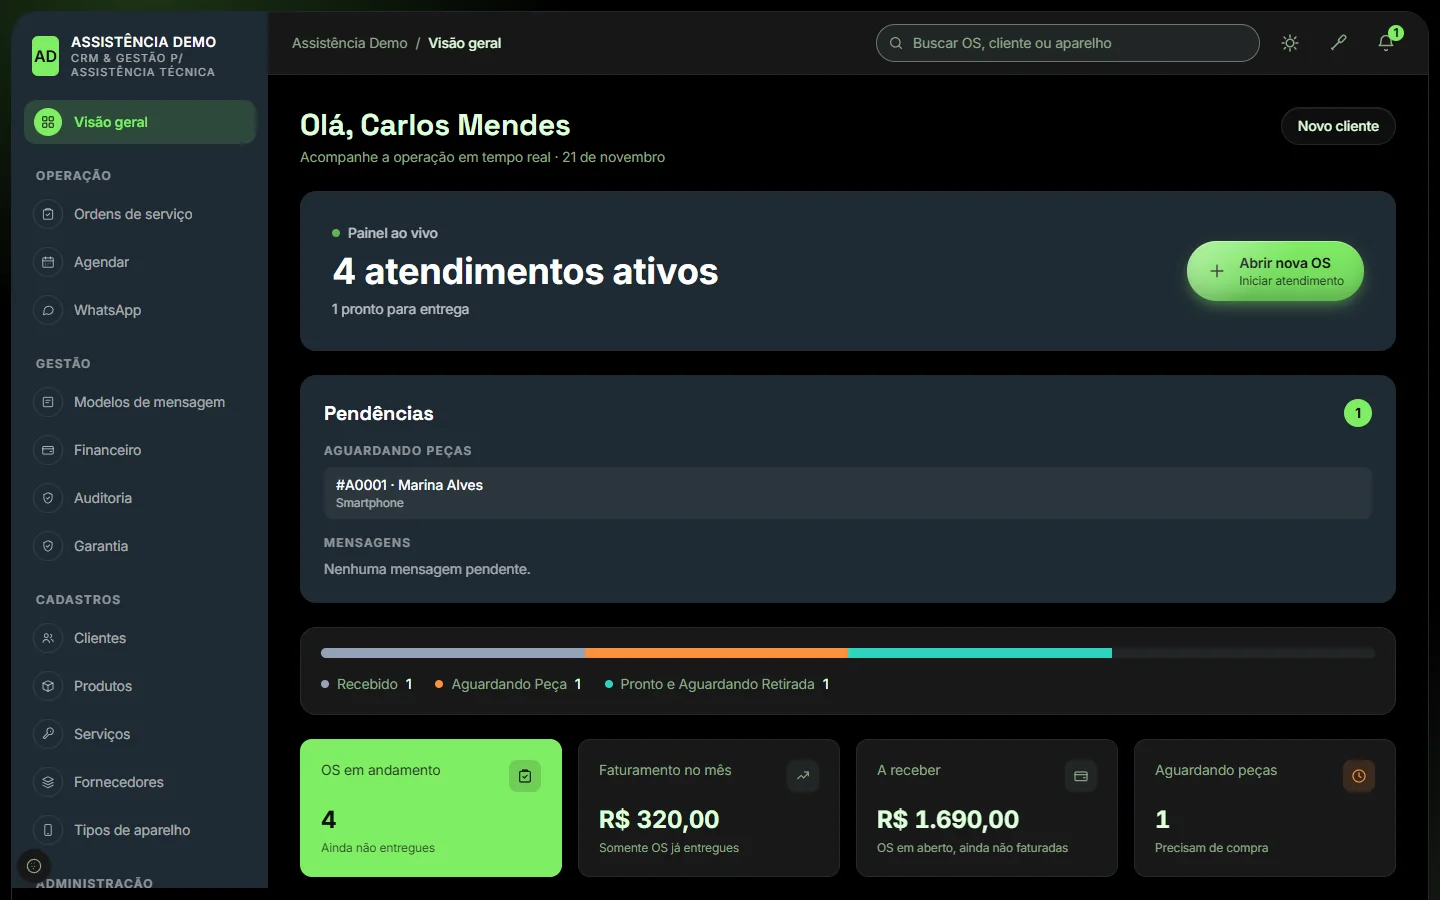 AD
ASSISTÊNCIA DEMO
CRM & GESTÃO P/
ASSISTÊNCIA TÉCNICA
Visão geral
OPERAÇÃO
Ordens de serviço
Agendar
WhatsApp
GESTÃO
Modelos de mensagem
Financeiro
Auditoria
Garantia
CADASTROS
Clientes
Produtos
Serviços
Fornecedores
Tipos de aparelho
ADMINISTRAÇÃO
Assistência Demo / Visão geral
Buscar OS, cliente ou aparelho
1
Olá, Carlos Mendes
Acompanhe a operação em tempo real · 21 de novembro
Novo cliente
Painel ao vivo
4 atendimentos ativos
1 pronto para entrega
Abrir nova OS
Iniciar atendimento
Pendências
1
AGUARDANDO PEÇAS
#A0001 · Marina Alves
Smartphone
MENSAGENS
Nenhuma mensagem pendente.
Recebido 1 Aguardando Peça 1 Pronto e Aguardando Retirada 1
OS em andamento
4
Ainda não entregues
Faturamento no mês
R$ 320,00
Somente OS já entregues
A receber
R$ 1.690,00
OS em aberto, ainda não faturadas
Aguardando peças
1
Precisam de compra